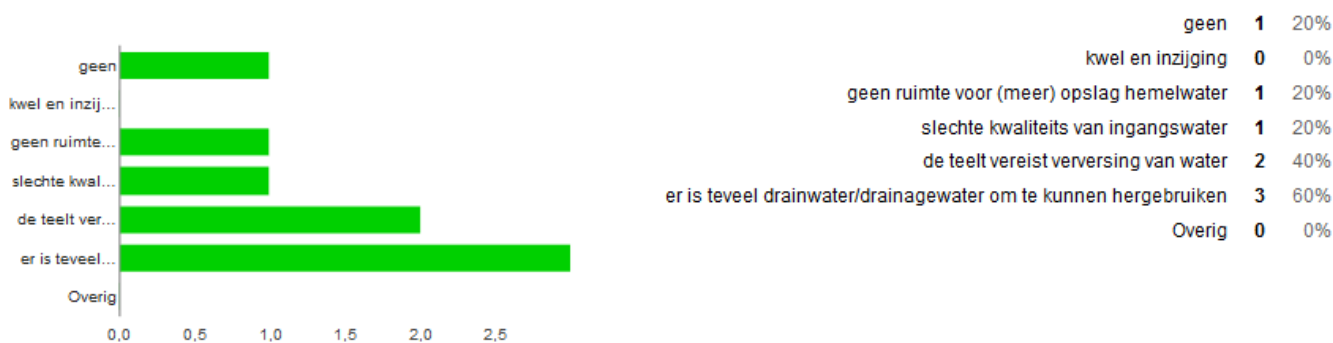 geen
kwel en inzij...
geen ruimte...
slechte kwal...
de teelt ver...
er is teveel...
Overig
0,0 0,5 1,0 1,5 2,0 2,5
geen 1 20%
kwel en inzijging 0 0%
geen ruimte voor (meer) opslag hemelwater 1 20%
slechte kwaliteits van ingangswater 1 20%
de teelt vereist verversing van water 2 40%
er is teveel drainwater/drainagewater om te kunnen hergebruiken 3 60%
Overig 0 0%